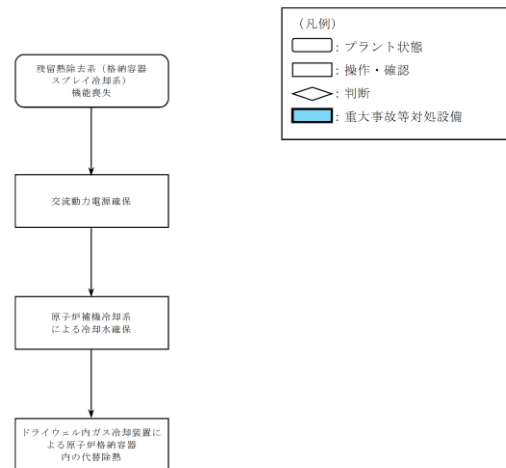 残留熱除去系（格納容器
スプレイ冷却系）
機能喪失
交流動力電源確保
原子炉補機冷却系
による冷却水確保
ドライウェル内ガス冷却装置に
よる原子炉格納容器
内の代替除熱
（凡例）
：プラント状態
：操作・確認
：判断
：重大事故等対処設備